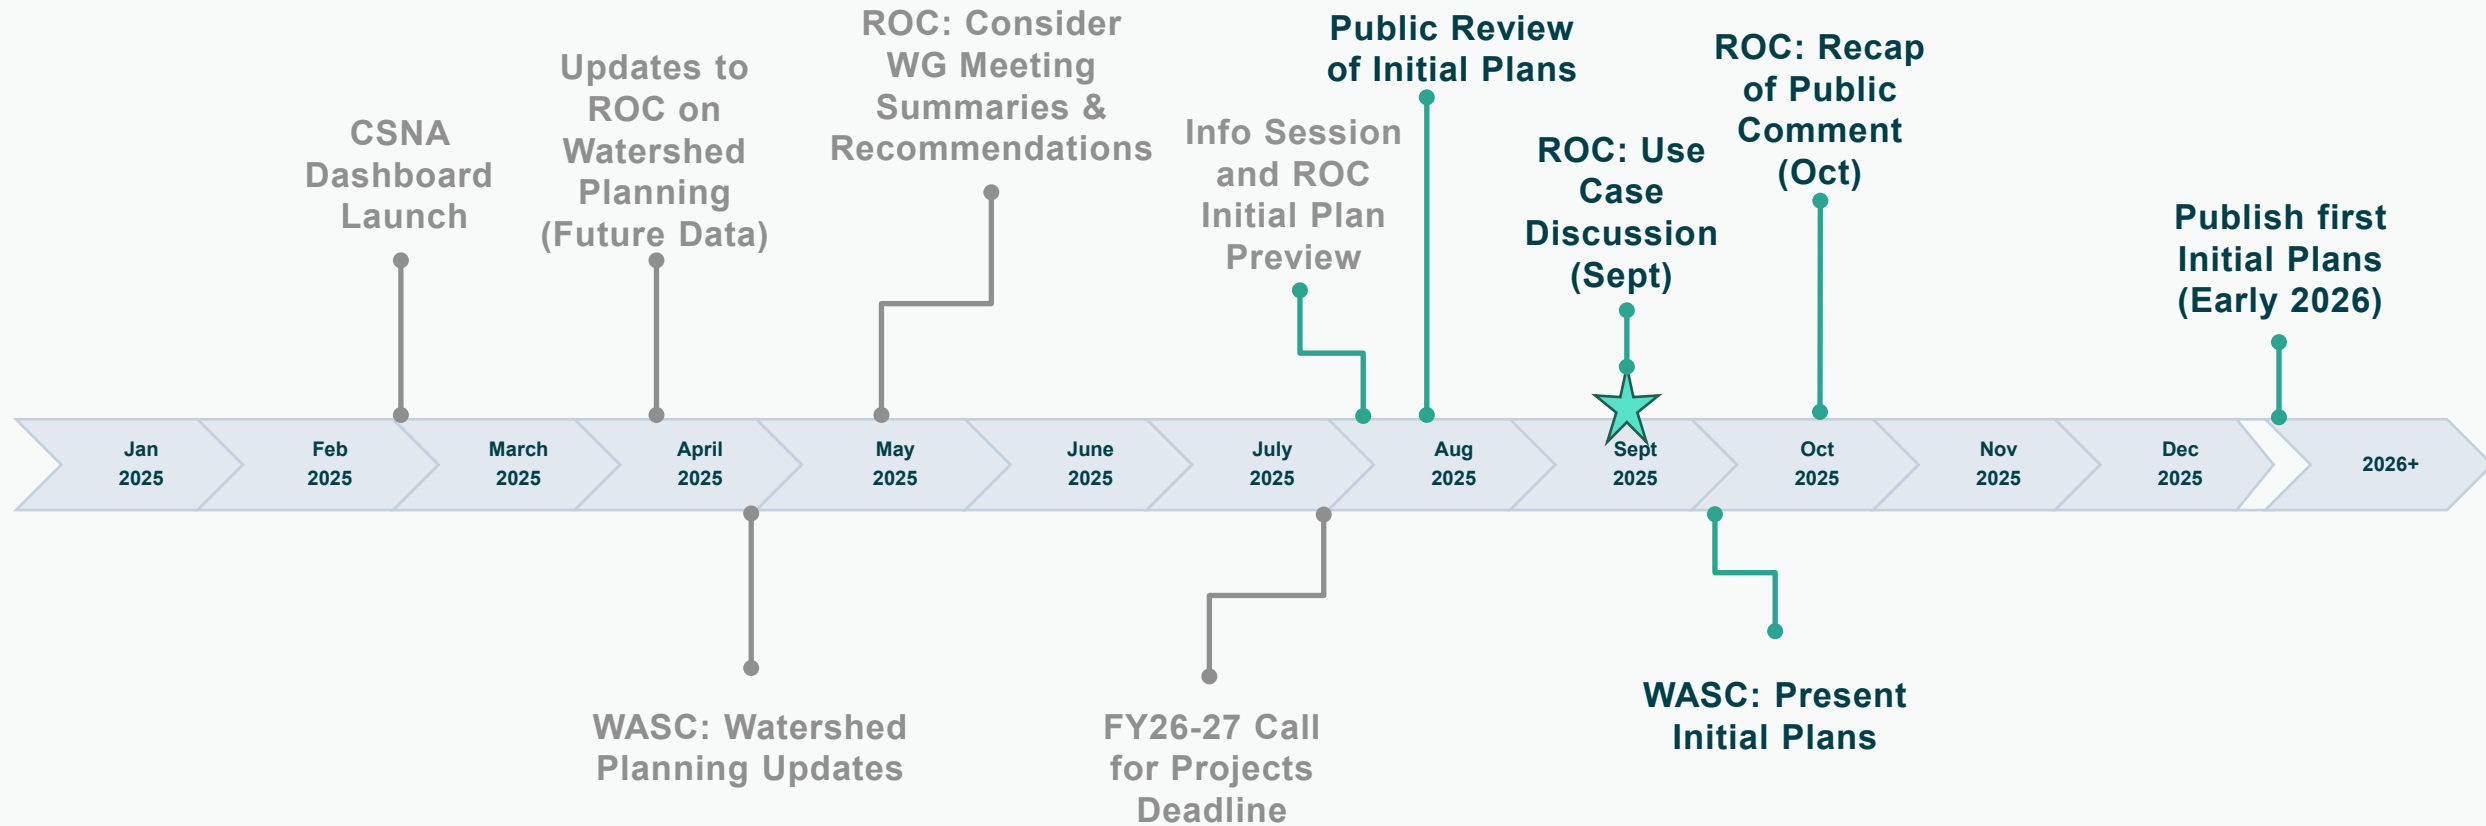 CSNA
Dashboard
Launch
Updates to
ROC on
Watershed
Planning
(Future Data)
ROC: Consider
WG Meeting
Summaries &
Recommendations
Info Session
and ROC
Initial Plan
Preview
Public Review
of Initial Plans
ROC: Use
Case
Discussion
(Sept)
ROC: Recap
of Public
Comment
(Oct)
Publish first
Initial Plans
(Early 2026)
Jan
2025
Feb
2025
March
2025
April
2025
May
2025
June
2025
July
2025
Aug
2025
Sept
2025
Oct
2025
Nov
2025
Dec
2025
2026+
WASC: Watershed
Planning Updates
FY26-27 Call
for Projects
Deadline
WASC: Present
Initial Plans